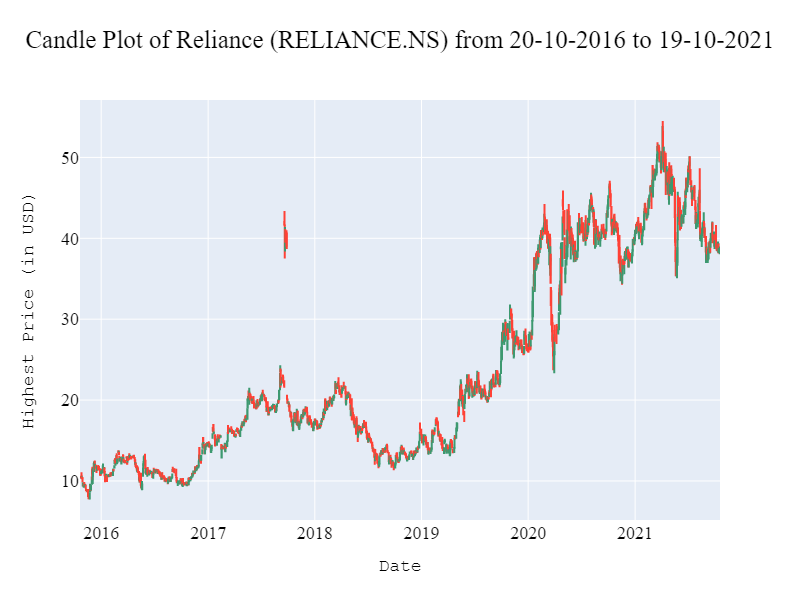 Candle Plot of Reliance (RELIANCE.NS) from 20-10-2016 to 19-10-2021
Highest Price (in USD)
50
40
30
20
10
2016 2017 2018 2019 2020 2021
Date